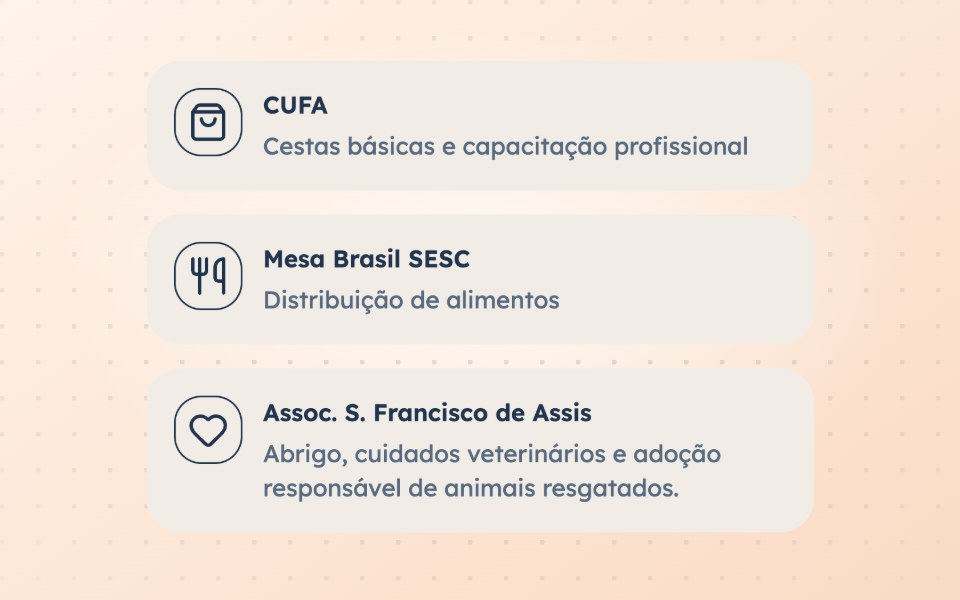 CUFA
Cestas básicas e capacitação profissional
Mesa Brasil SESC
Distribuição de alimentos
Assoc. S. Francisco de Assis
Abrigo, cuidados veterinários e adoção
responsável de animais resgatados.